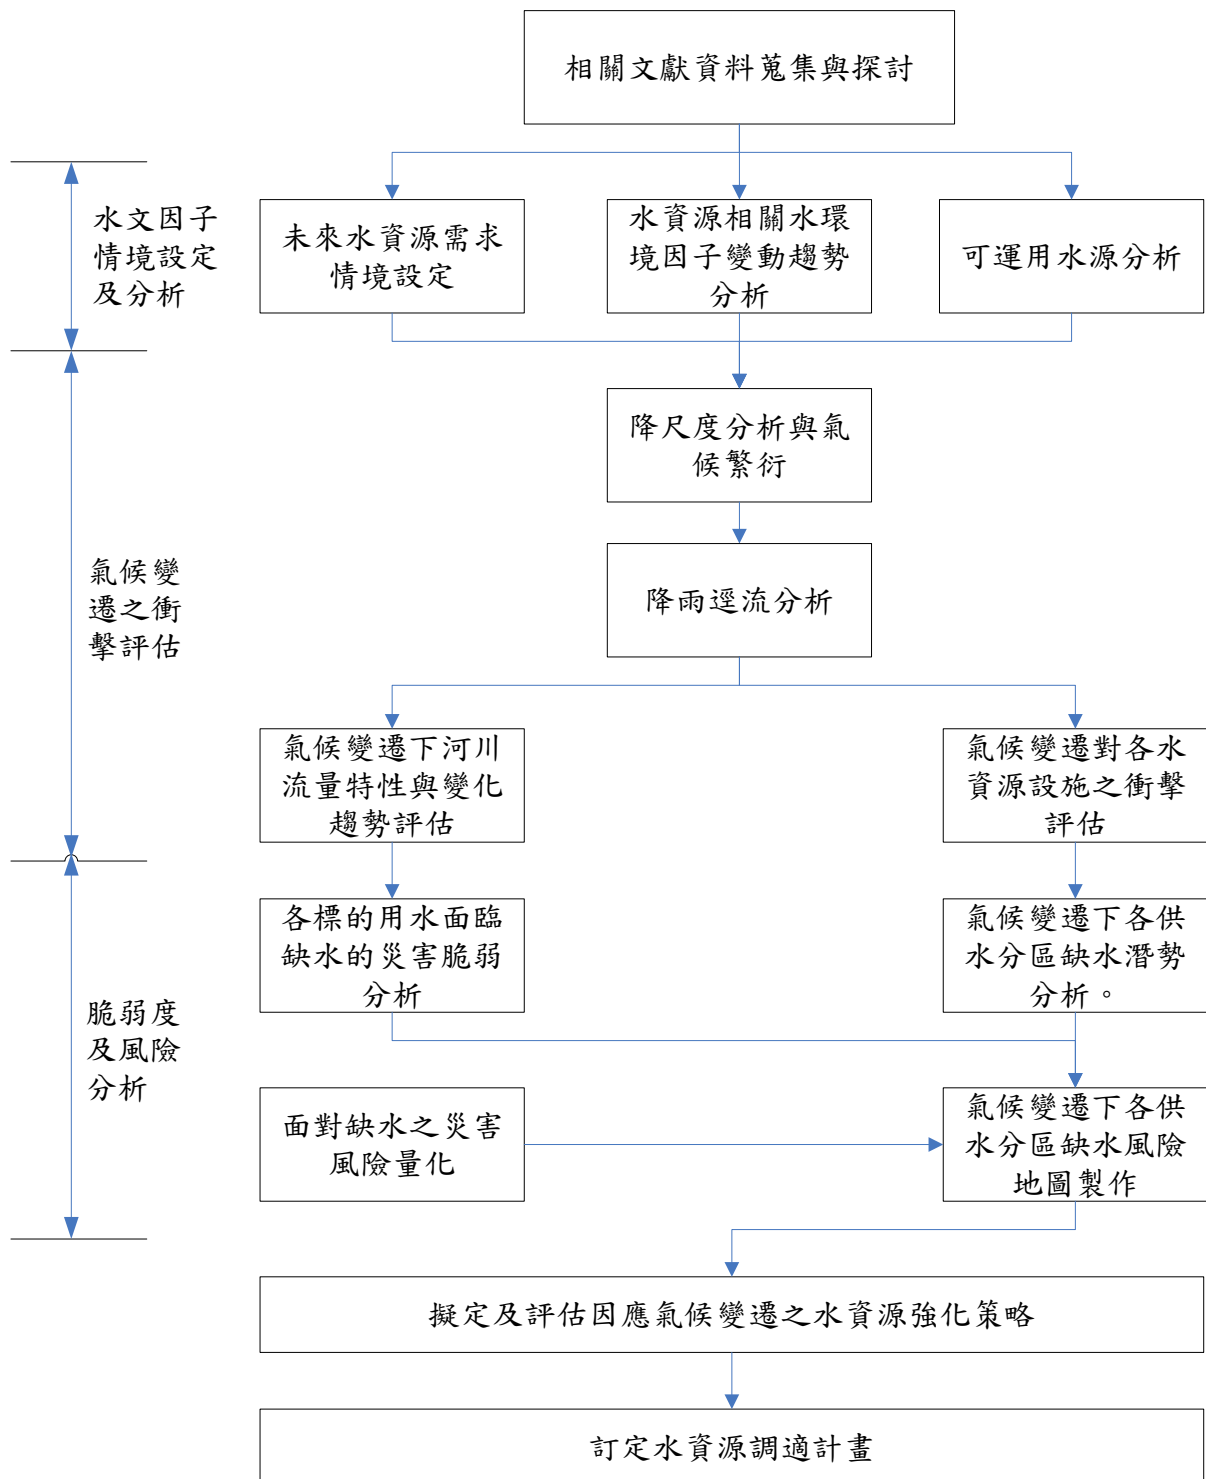 相關文獻資料蒐集與探討
水文因子
情境設定
及分析
未來水資源需求
情境設定
水資源相關水環
境因子變動趨勢
分析
可運用水源分析
降尺度分析與氣
候繁衍
氣候變
遷之衝
擊評估
降雨逕流分析
氣候變遷下河川
流量特性與變化
趨勢評估
氣候變遷對各水
資源設施之衝擊
評估
各標的用水面臨
缺水的災害脆弱
分析
氣候變遷下各供
水分區缺水潛勢
分析。
脆弱度
及風險
分析
面對缺水之災害
風險量化
氣候變遷下各供
水分區缺水風險
地圖製作
擬定及評估因應氣候變遷之水資源強化策略
訂定水資源調適計畫